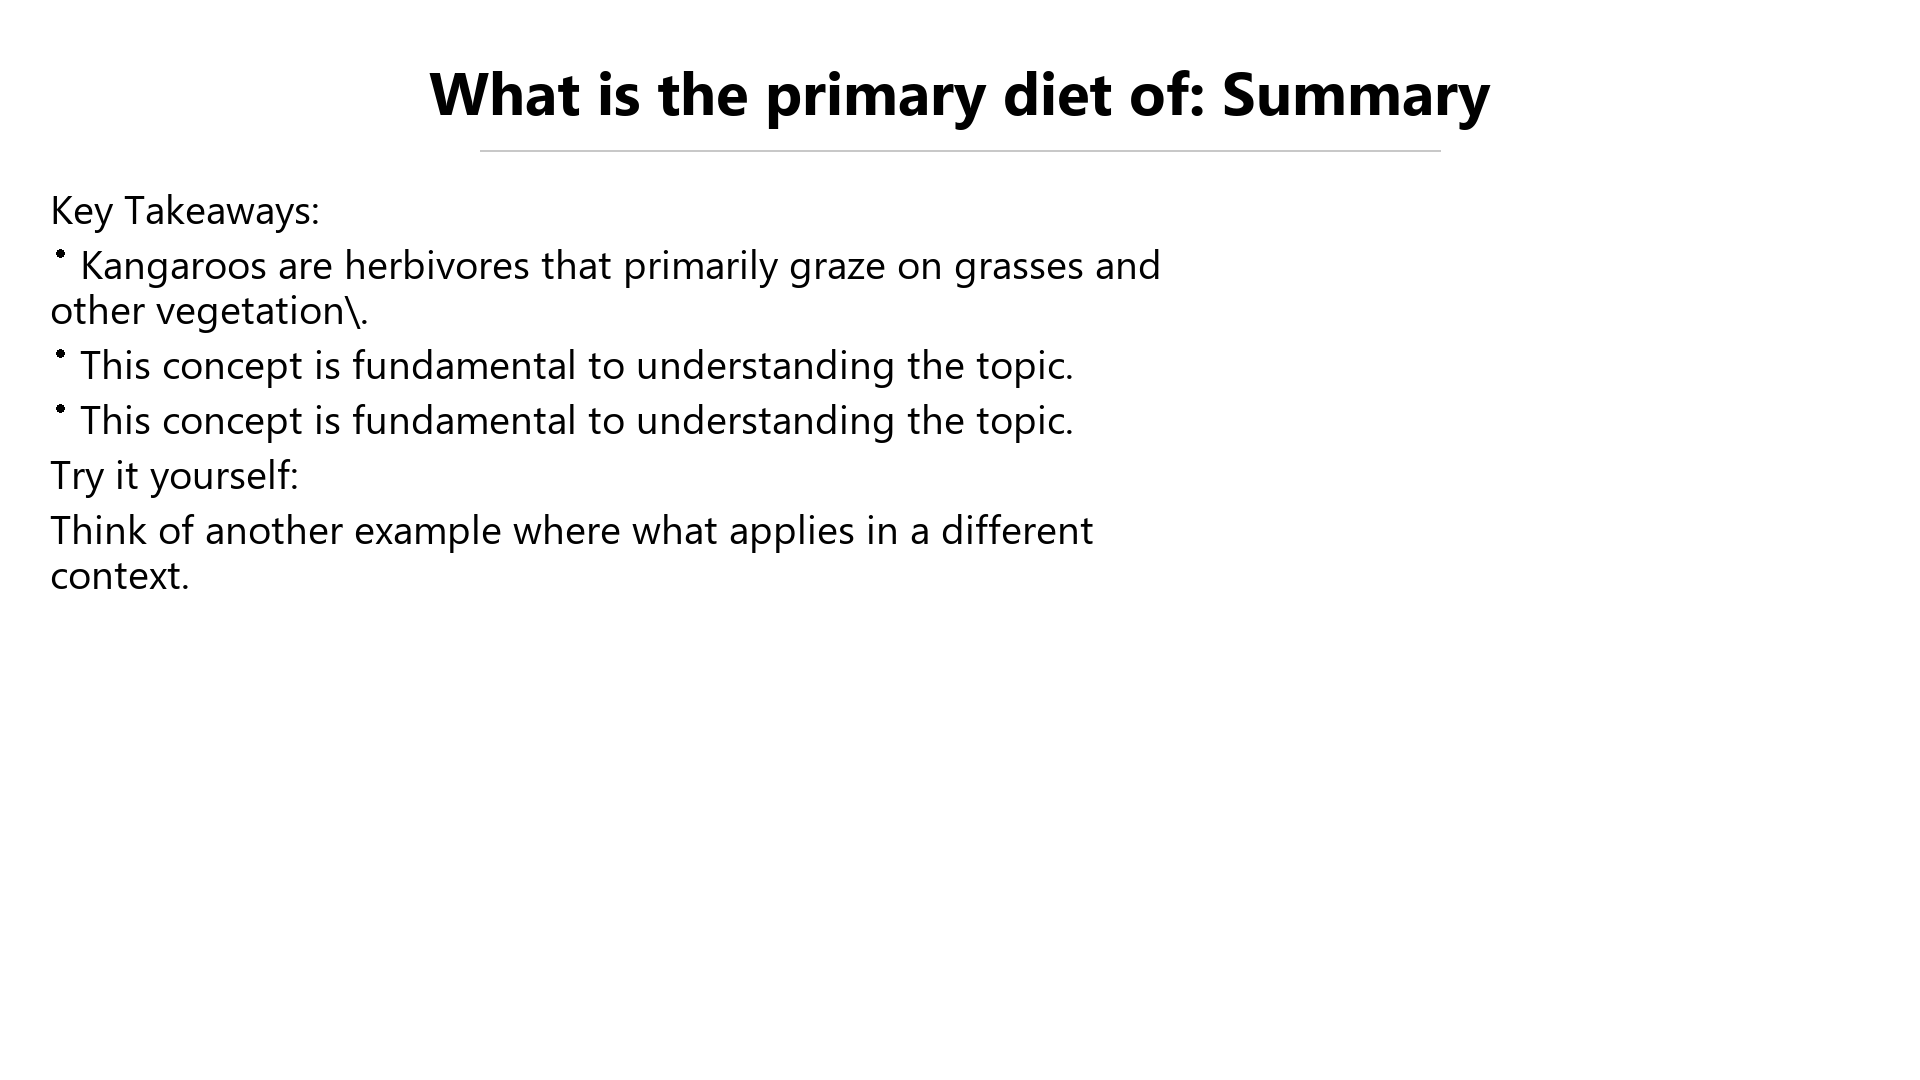 What is the primary diet of: Summary
Key Takeaways:
• Kangaroos are herbivores that primarily graze on grasses and
other vegetation\.
• This concept is fundamental to understanding the topic.
• This concept is fundamental to understanding the topic.
Try it yourself:
Think of another example where what applies in a different
context.